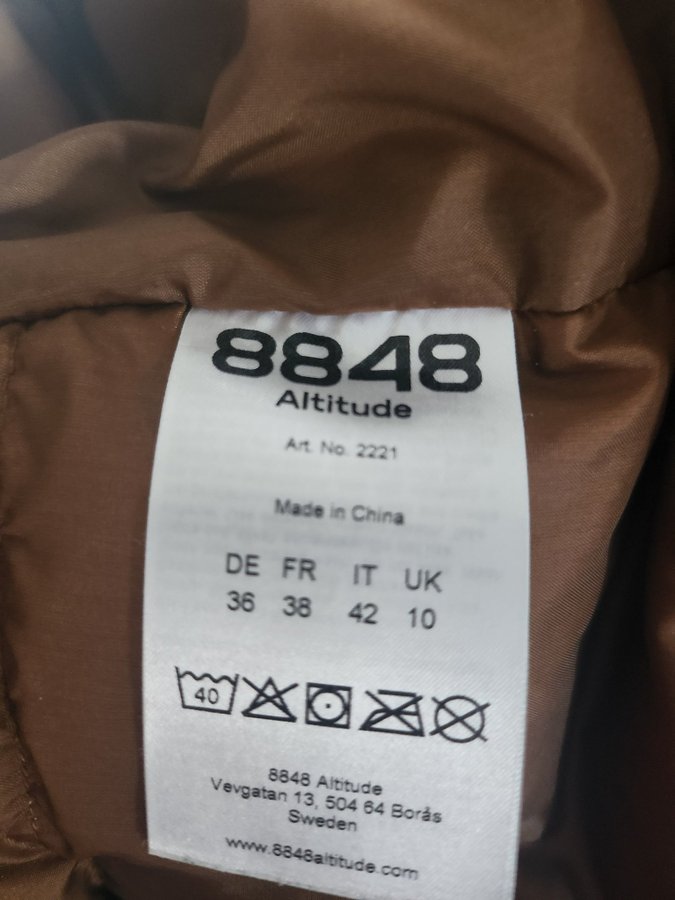 8848
Altitude
Art. No. 2221
Made in China
DE FR IT UK
36 38 42 10
40
8848 Altitude
Vevgatan 13, 504 64 Borås
Sweden
www.8848altitude.com